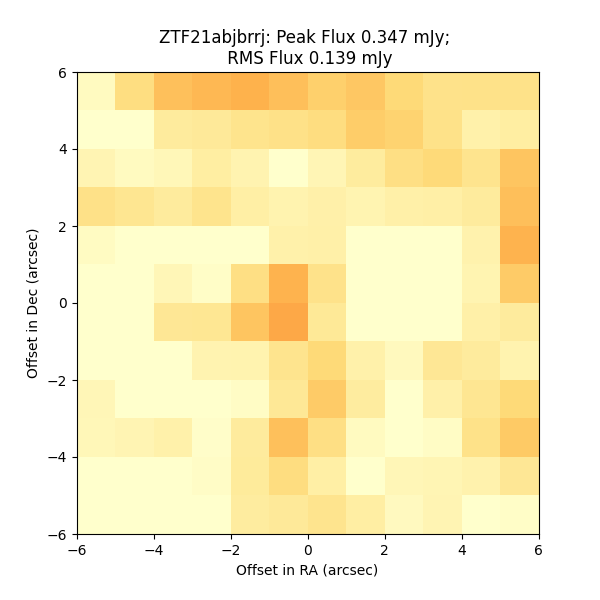 ZTF21abjbrrj: Peak Flux 0.347 mJy;
RMS Flux 0.139 mJy
6
4
2
0
−2
−4
−6
Offset in Dec (arcsec)
−6 −4 −2 0 2 4 6
Offset in RA (arcsec)